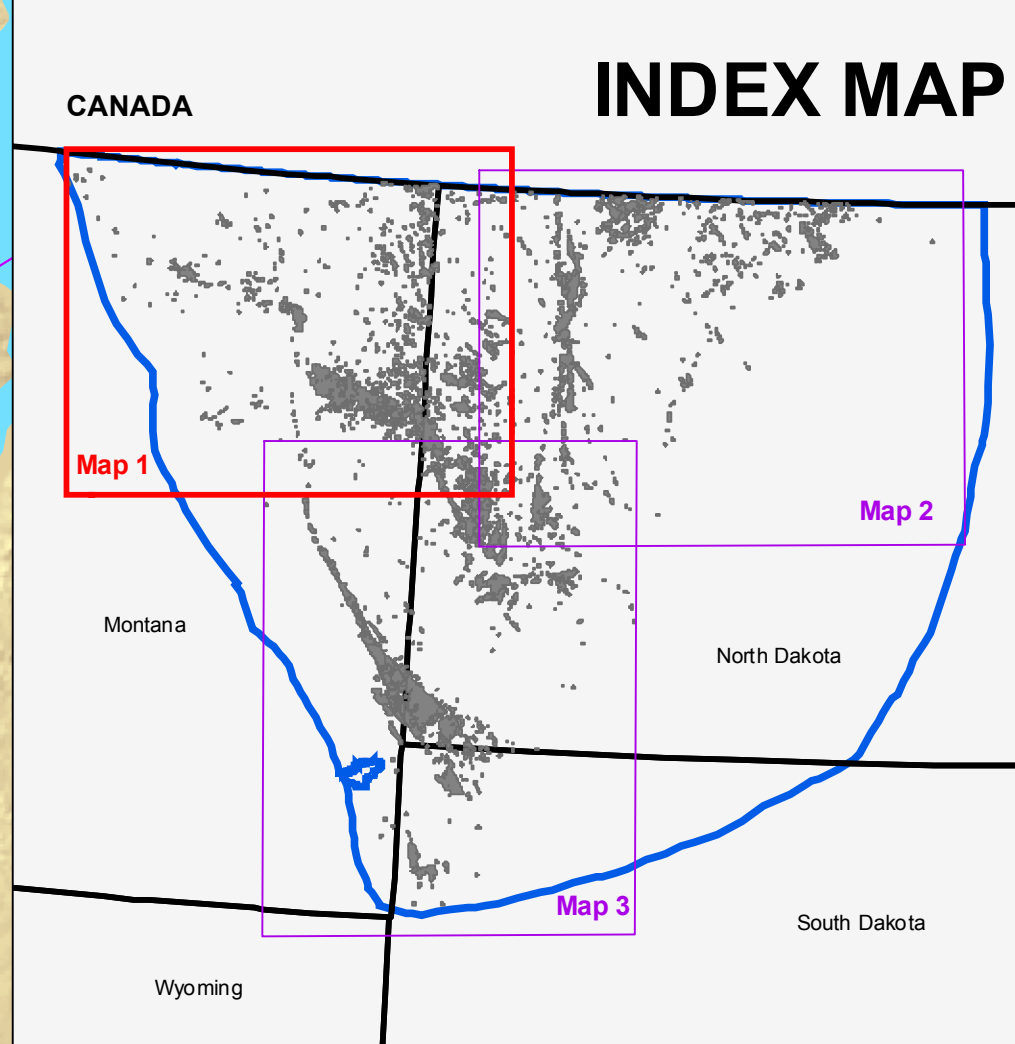 INDEX MAP
CANADA
Map 1
Map 2
Montana
North Dakota
Map 3
South Dakota
Wyoming